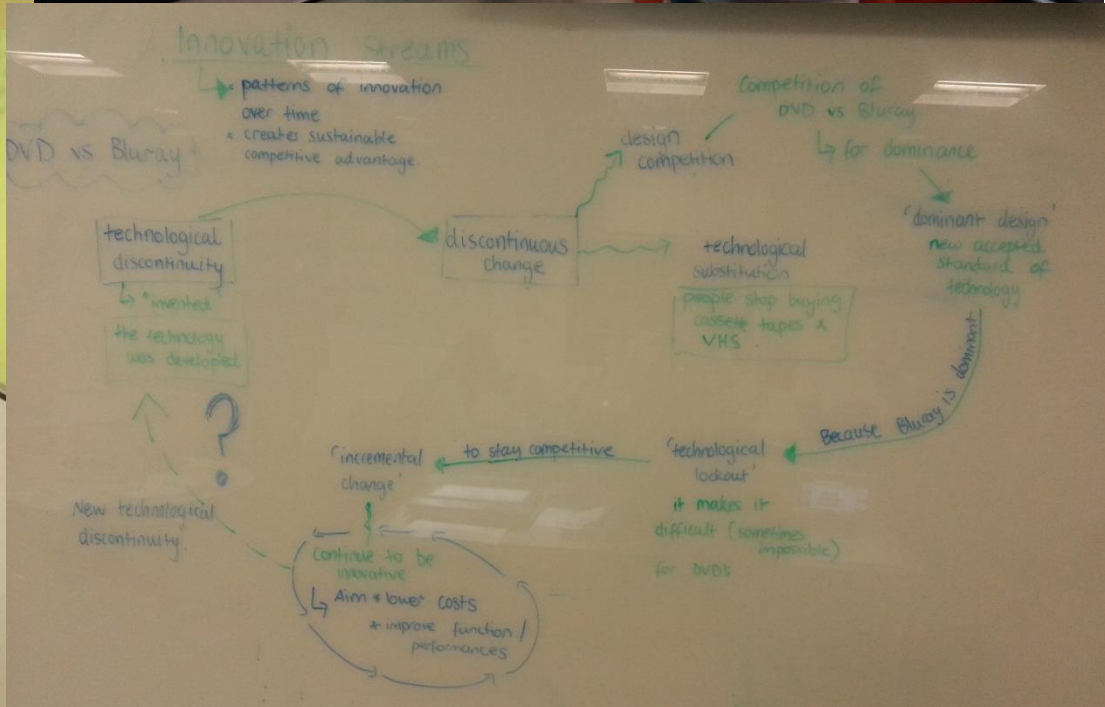 Innovation Streams
• patterns of innovation
over time
• creates sustainable
competitive advantage
DVD vs Bluray
technological
discontinuity
↳ "invented
the technology
was developed
discontinuous
change
design
competition
Competition of
DVD vs Bluray
↳ for dominance
'dominant design'
new accepted
standard of
technology
technological
substitution
people stop buying
cassette tapes &
VHS.
Because Bluray is dominant
'technological
lockout'
it makes it
difficult (sometimes
impossible)
for DVDs
to stay competitive
'incremental
change'
continue to be
innovative
↳ Aim * lower costs
* improve function /
performances
New technological
discontinuity
?